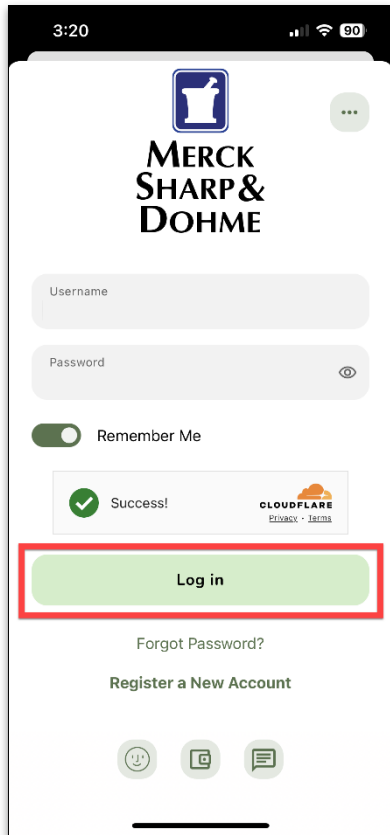 3:20
90
MERCK
SHARP &
DOHME
Username
Password
Remember Me
Success!
CLOUDFLARE
Privacy · Terms
Log in
Forgot Password?
Register a New Account